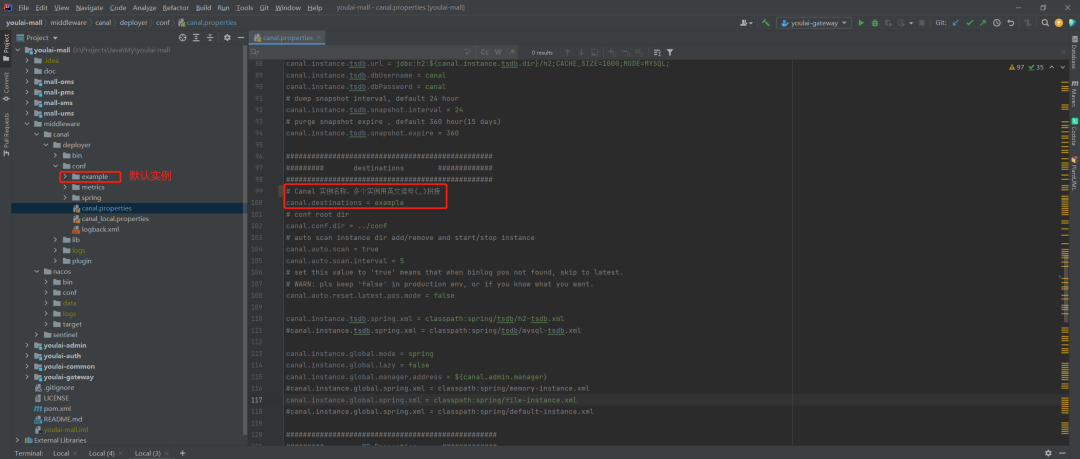 File Edit View Navigate Code Analyze Refactor Build Run Tools Git Window Help youlai-mall - canal.properties [youlai-mall]
youlai-mall middleware canal deployer conf canal.properties
youlai-gateway
Git:
Project
canal.properties
Cc W .* 0 results
youlai-mall D:\Projects\Java\My\youlai-mall
.idea
doc
mall-oms
mall-pms
mall-sms
mall-ums
middleware
canal
deployer
bin
conf
example 默认实例
metrics
spring
canal.properties
canal_local.properties
logback.xml
lib
logs
plugin
nacos
bin
conf
data
logs
target
sentinel
youlai-admin
youlai-auth
youlai-common
youlai-gateway
.gitignore
LICENSE
pom.xml
README.md
youlai-mall.iml
External Libraries
88 canal.instance.tsdb.url = jdbc:h2:${canal.instance.tsdb.dir}/h2;CACHE_SIZE=1000;MODE=MYSQL;
89 canal.instance.tsdb.dbUsername = canal
90 canal.instance.tsdb.dbPassword = canal
91 # dump snapshot interval, default 24 hour
92 canal.instance.tsdb.snapshot.interval = 24
93 # purge snapshot expire , default 360 hour(15 days)
94 canal.instance.tsdb.snapshot.expire = 360
95
96 #################################################
97 ######### destinations #############
98 #################################################
99 # Canal 实例名称，多个实例用英文逗号(,)拼接
100 canal.destinations = example
101 # conf root dir
102 canal.conf.dir = ../conf
103 # auto scan instance dir add/remove and start/stop instance
104 canal.auto.scan = true
105 canal.auto.scan.interval = 5
106 # set this value to 'true' means that when binlog pos not found, skip to latest.
107 # WARN: pls keep 'false' in production env, or if you know what you want.
108 canal.auto.reset.latest.pos.mode = false
109
110 canal.instance.tsdb.spring.xml = classpath:spring/tsdb/h2-tsdb.xml
111 #canal.instance.tsdb.spring.xml = classpath:spring/tsdb/mysql-tsdb.xml
112
113 canal.instance.global.mode = spring
114 canal.instance.global.lazy = false
115 canal.instance.global.manager.address = ${canal.admin.manager}
116 #canal.instance.global.spring.xml = classpath:spring/memory-instance.xml
117 canal.instance.global.spring.xml = classpath:spring/file-instance.xml
118 #canal.instance.global.spring.xml = classpath:spring/default-instance.xml
119
120 ##################################################
97 35
Project
Commit
Pull Requests
Database
Maven
Codota
PlantUML
Terminal: Local Local (4) Local (3) +